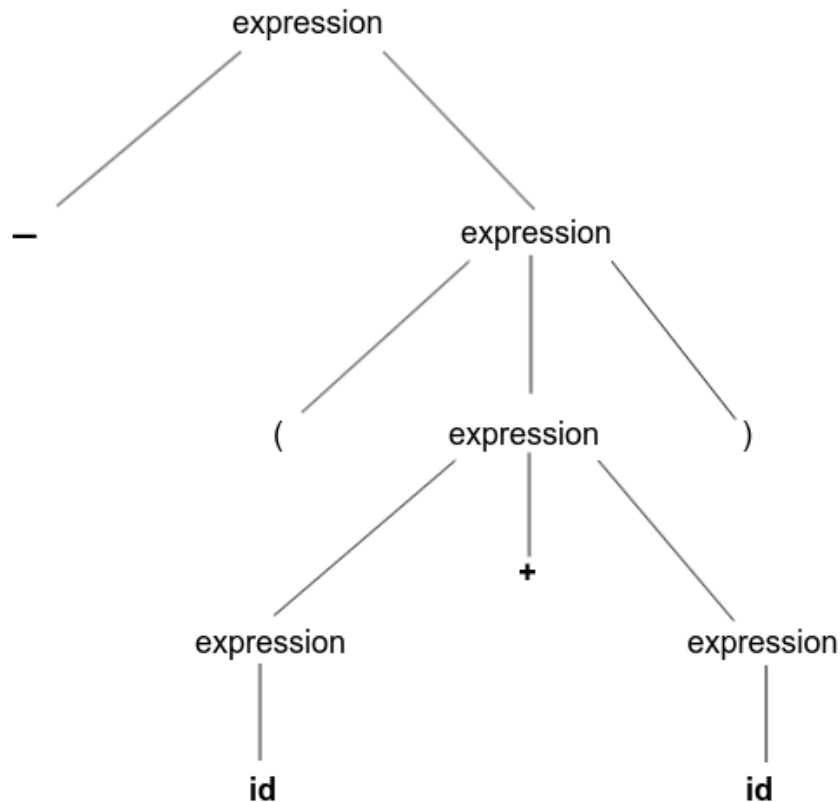 expression
– expression
( expression )
+
expression expression
id id